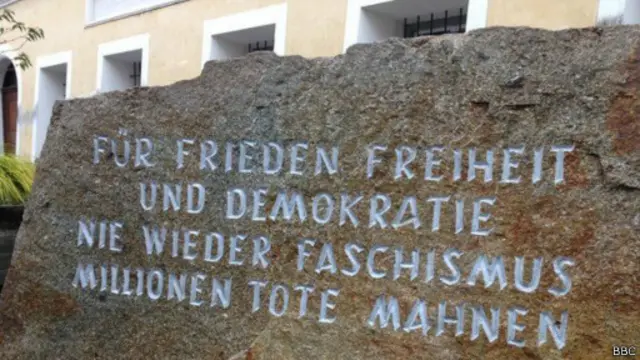 FÜR FRIEDEN FREIHEIT
UND DEMOKRATIE
NIE WIEDER FASCHISMUS
MILLIONEN TOTE MAHNEN
BBC